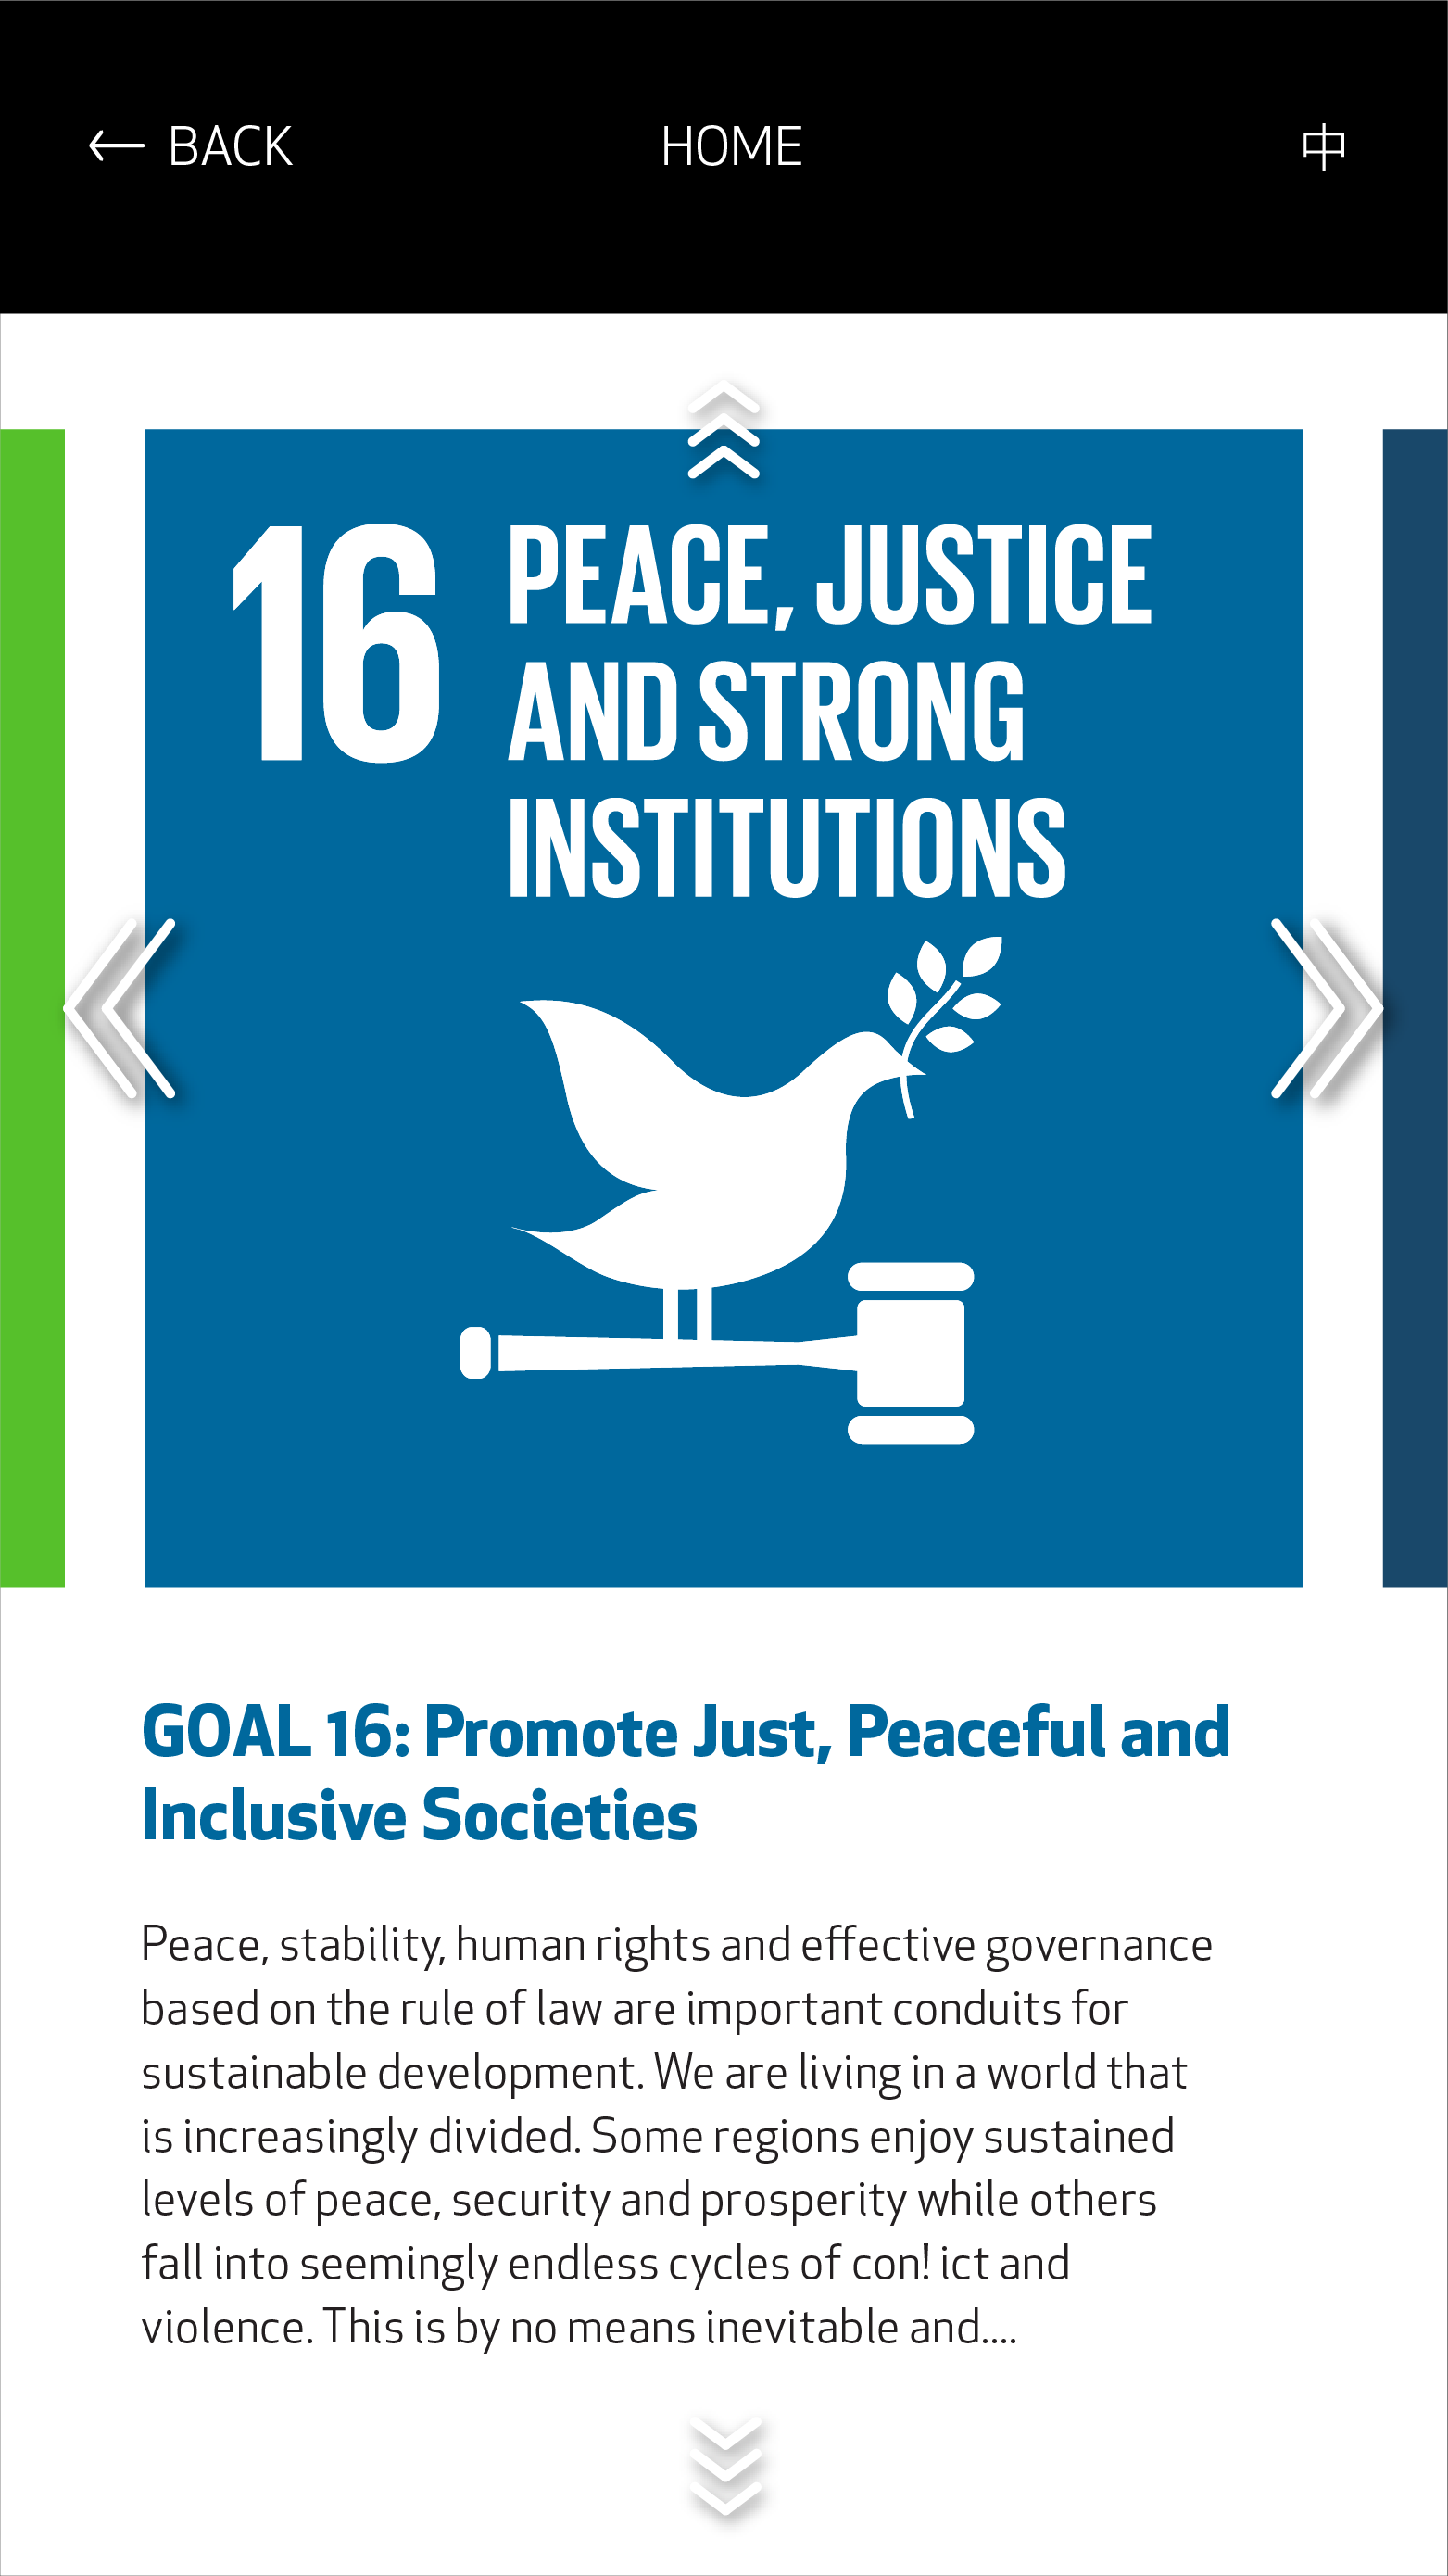 ← BACK
HOME
中
16
PEACE, JUSTICE
AND STRONG
INSTITUTIONS
GOAL 16: Promote Just, Peaceful and
Inclusive Societies
Peace, stability, human rights and effective governance
based on the rule of law are important conduits for
sustainable development. We are living in a world that
is increasingly divided. Some regions enjoy sustained
levels of peace, security and prosperity while others
fall into seemingly endless cycles of con! ict and
violence. This is by no means inevitable and....